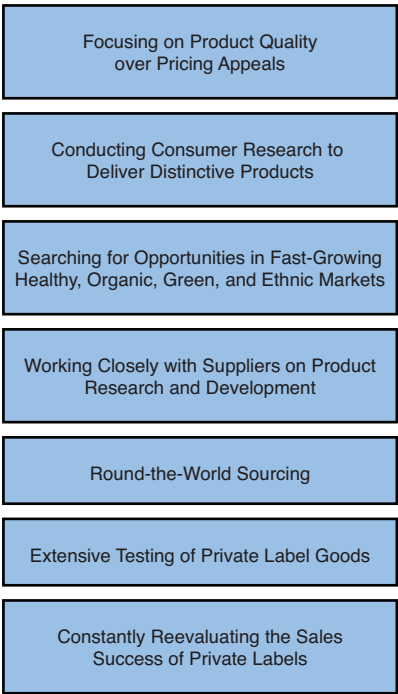 Focusing on Product Quality
over Pricing Appeals
Conducting Consumer Research to
Deliver Distinctive Products
Searching for Opportunities in Fast-Growing
Healthy, Organic, Green, and Ethnic Markets
Working Closely with Suppliers on Product
Research and Development
Round-the-World Sourcing
Extensive Testing of Private Label Goods
Constantly Reevaluating the Sales
Success of Private Labels